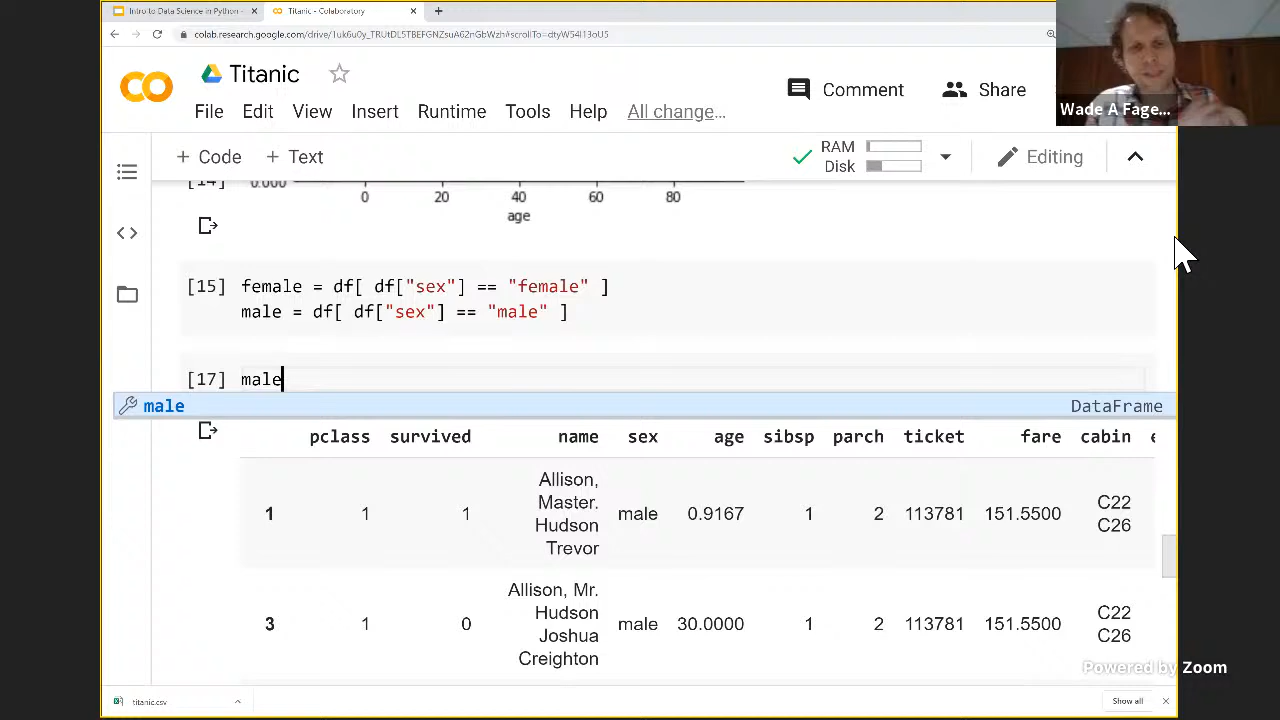 Intro to Data Science in Python -
Titanic - Colaboratory
colab.research.google.com/drive/1uk6u0y_TRUtDL5TBEFGNZsuA62nGbWzh#scrollTo=dtyW54l13oU5
Wade A Fage...
Titanic
Comment
Share
File Edit View Insert Runtime Tools Help All change...
+ Code + Text
RAM
Disk
Editing
[14]
0.000
0 20 40 60 80
age
[15] female = df[ df["sex"] == "female" ]
male = df[ df["sex"] == "male" ]
[17] male
male DataFrame
pclass survived name sex age sibsp parch ticket fare cabin e
1 1 1 Allison, Master. Hudson Trevor male 0.9167 1 2 113781 151.5500 C22 C26
3 1 0 Allison, Mr. Hudson Joshua Creighton male 30.0000 1 2 113781 151.5500 C22 C26
Powered by Zoom
titanic.csv
Show all